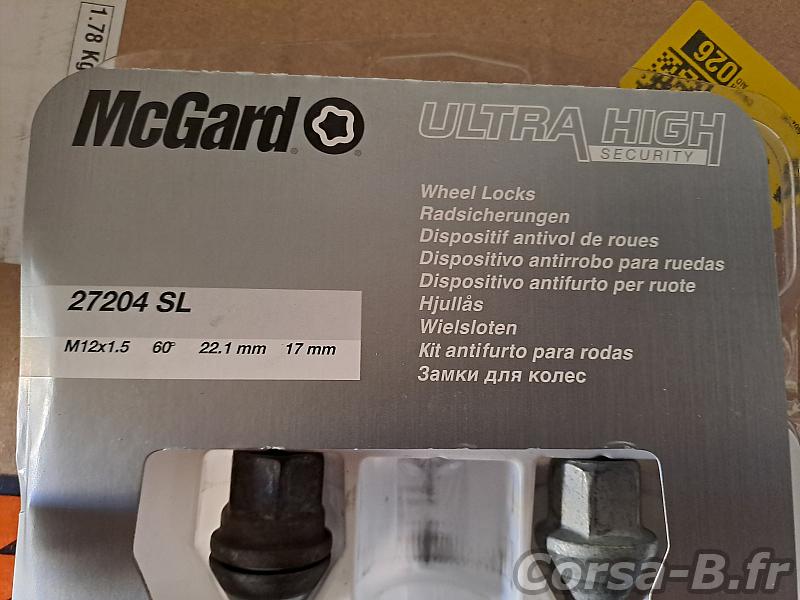 1.78 Kg
026
McGard
ULTRA HIGH
SECURITY
Wheel Locks
Radsicherungen
Dispositif antivol de roues
Dispositivo antirrobo para ruedas
Dispositivo antifurto per ruote
Hjullås
Wielsloten
Kit antifurto para rodas
Замки для колес
27204 SL
M12x1.5 60° 22.1 mm 17 mm
Corsa-B.fr